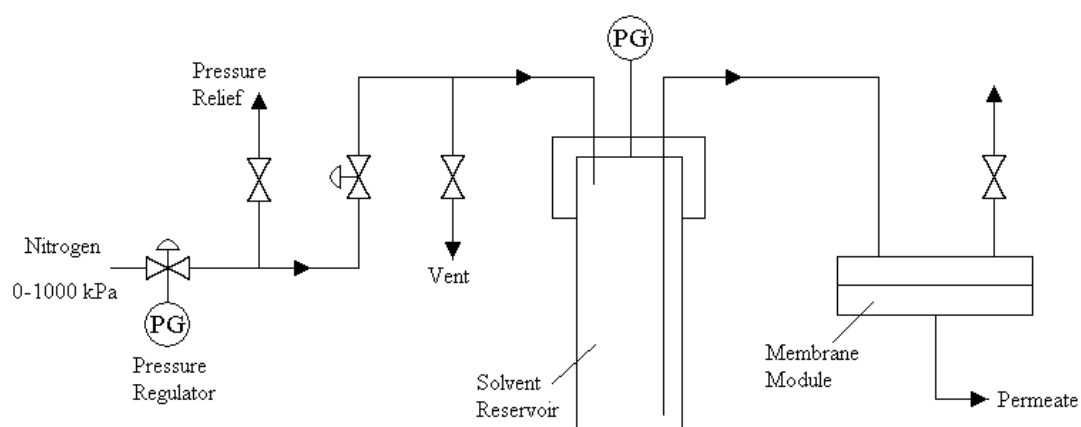 PG
Pressure
Relief
Nitrogen
0-1000 kPa
PG
Pressure
Regulator
Vent
Solvent
Reservoir
Membrane
Module
Permeate